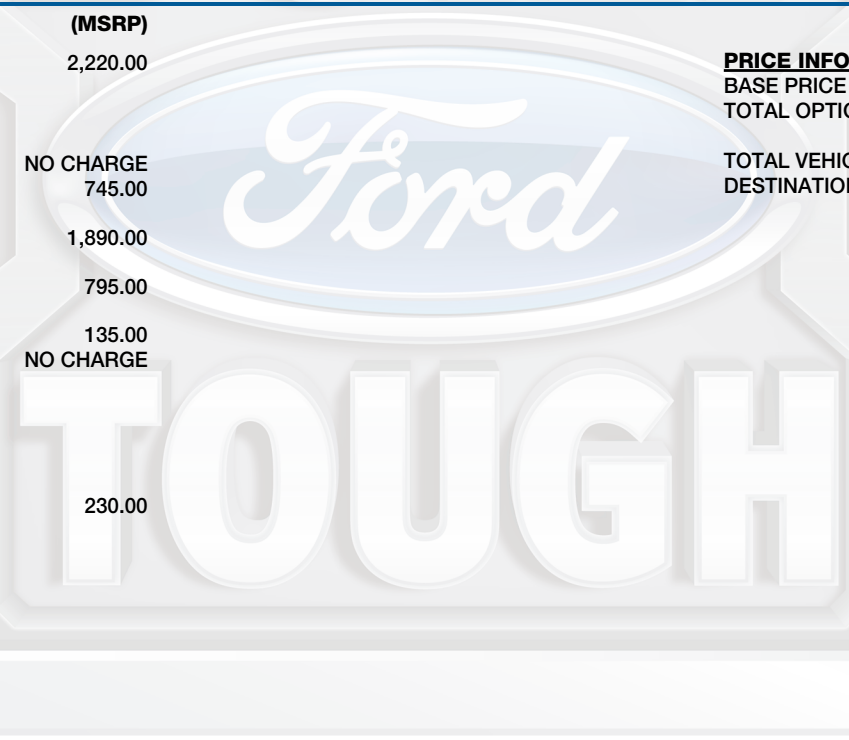 (MSRP)
2,220.00
NO CHARGE
745.00
1,890.00
795.00
135.00
NO CHARGE
230.00
PRICE INFO
BASE PRICE
TOTAL OPTIO
TOTAL VEHIC
DESTINATION
Ford
TOUGH